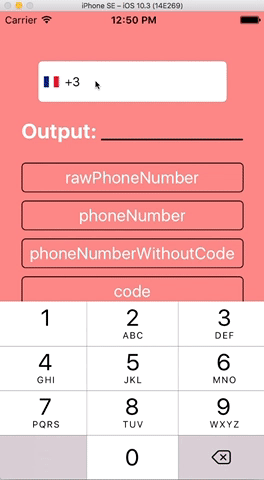 iPhone SE – iOS 10.3 (14E269)
Carrier 12:50 PM
+3
Output: ______________
rawPhoneNumber
phoneNumber
phoneNumberWithoutCode
code
1 2 3
ABC DEF
4 5 6
GHI JKL MNO
7 8 9
PQRS TUV WXYZ
0